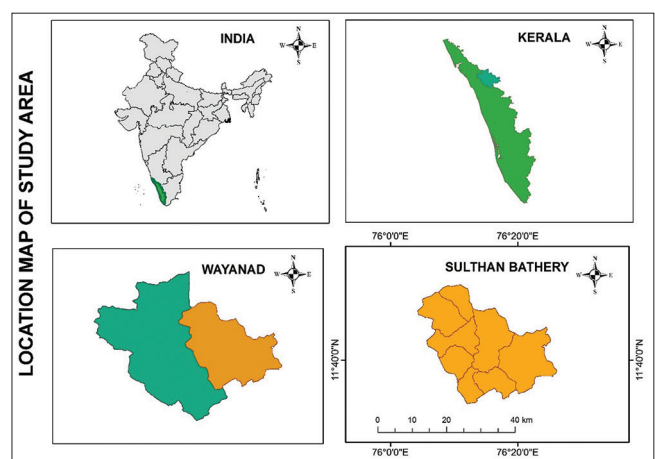 LOCATION MAP OF STUDY AREA
INDIA
N
W E
S
KERALA
N
W E
S
76°0'0"E 76°20'0"E
WAYANAD
N
W E
S
SULTHAN BATHERY
N
W E
S
11°40'0"N 11°40'0"N
0 10 20 40 km
76°0'0"E 76°20'0"E